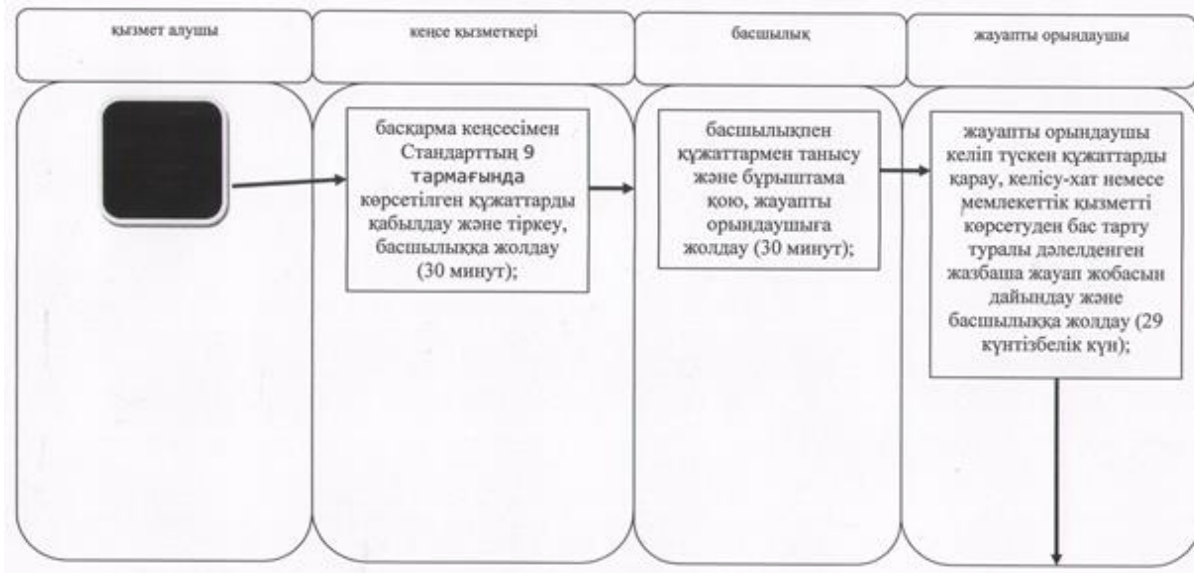 қызмет алушы
кеңсе қызметкері
басшылық
жауапты орындаушы
басқарма кеңсесімен
Стандарттың 9
тармағында
көрсетілген құжаттарды
қабылдау және тіркеу,
басшылыққа жолдау
(30 минут);
басшылықпен
құжаттармен танысу
және бұрыштама
қою, жауапты
орындаушыға
жолдау (30 минут);
жауапты орындаушы
келіп түскен құжаттарды
қарау, келісу-хат немесе
мемлекеттік қызметті
көрсетуден бас тарту
туралы дәлелденген
жазбаша жауап жобасын
дайындау және
басшылыққа жолдау (29
күнтізбелік күн);